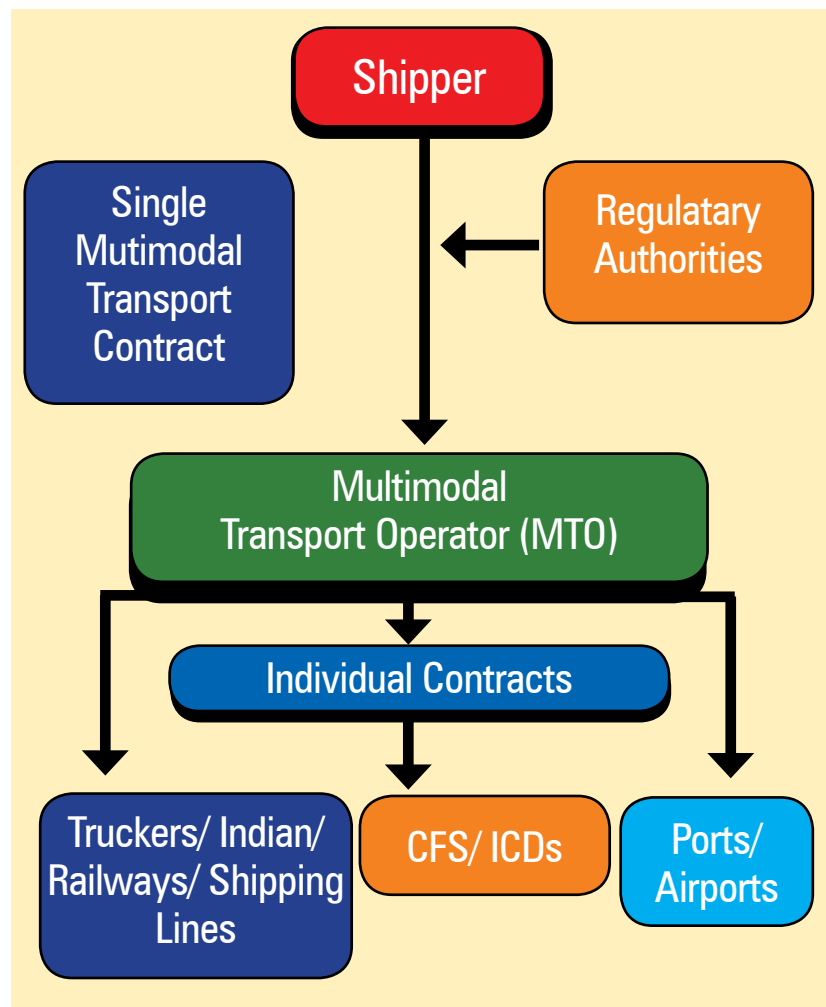 Shipper
Single
Mutimodal
Transport
Contract
Regulatary
Authorities
Multimodal
Transport Operator (MTO)
Individual Contracts
Truckers/ Indian/
Railways/ Shipping
Lines
CFS/ ICDs
Ports/
Airports